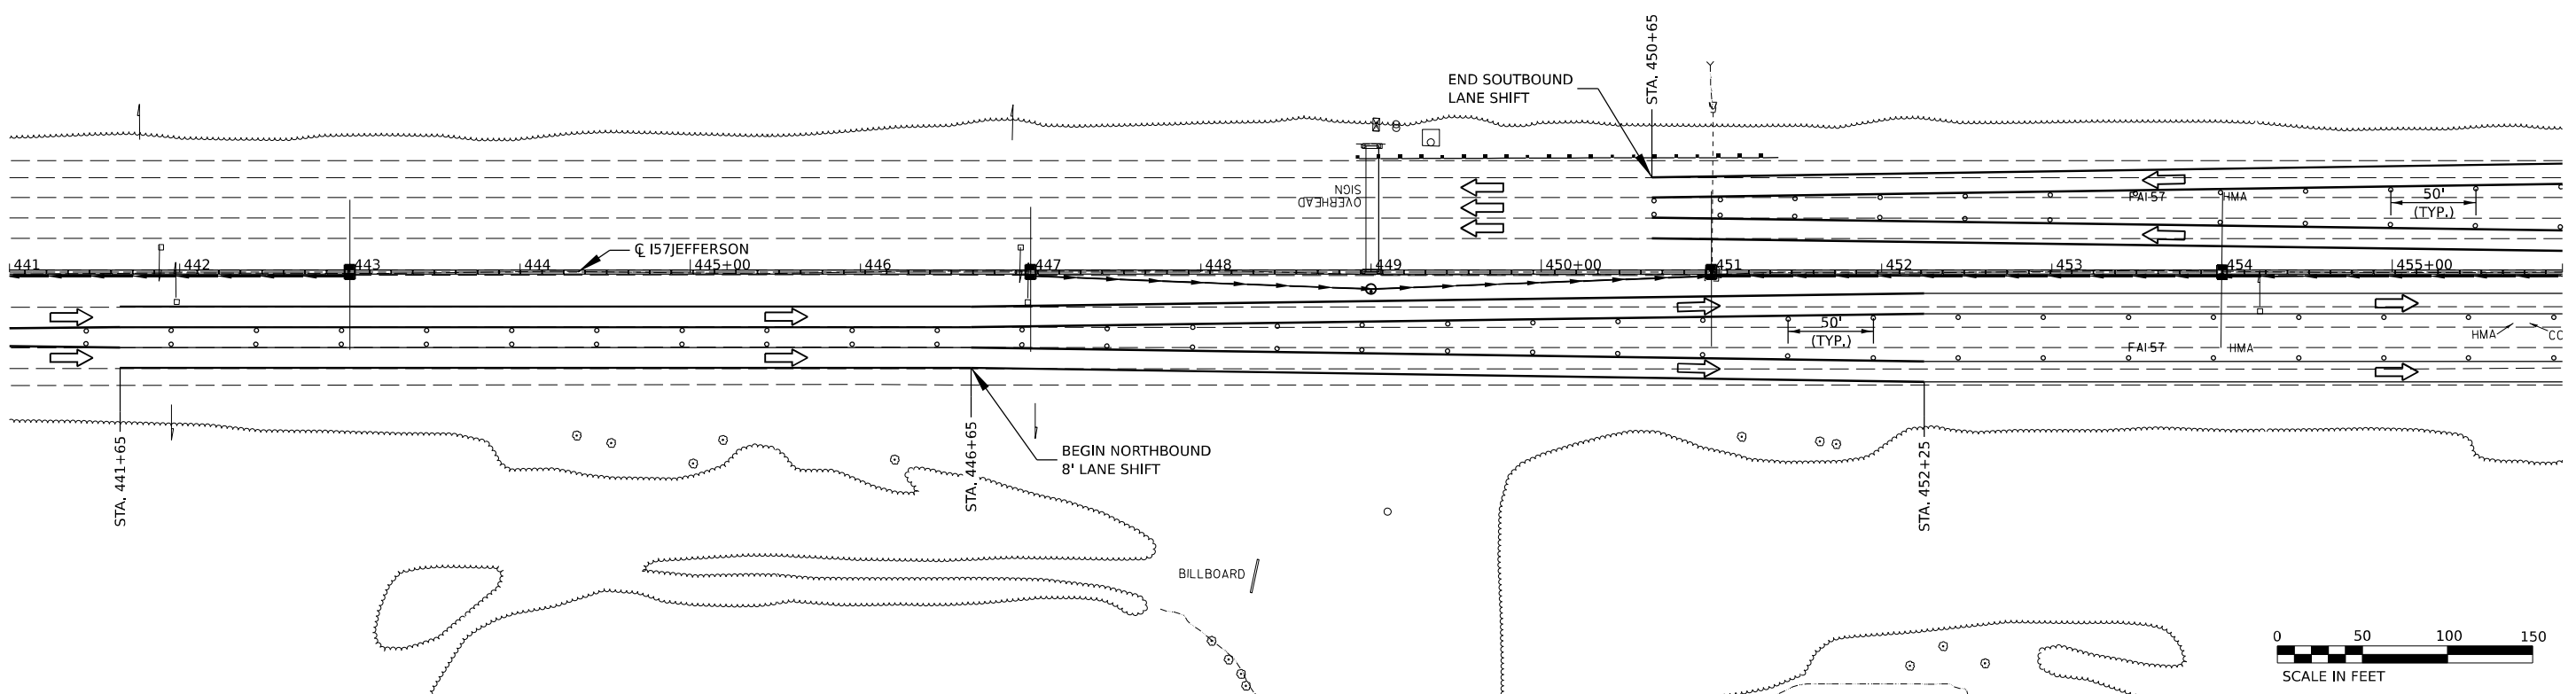 STA. 450+65
END SOUTBOUND
LANE SHIFT
OVERHEAD
SIGN
FAI 57
HMA
50'
(TYP.)
℄ I57JEFFERSON
441
442
443
444
445+00
446
447
448
449
450+00
451
452
453
454
455+00
50'
(TYP.)
FAI 57
HMA
HMA
CC
STA. 441+65
STA. 446+65
BEGIN NORTHBOUND
8' LANE SHIFT
STA. 452+25
BILLBOARD
0 50 100 150
SCALE IN FEET